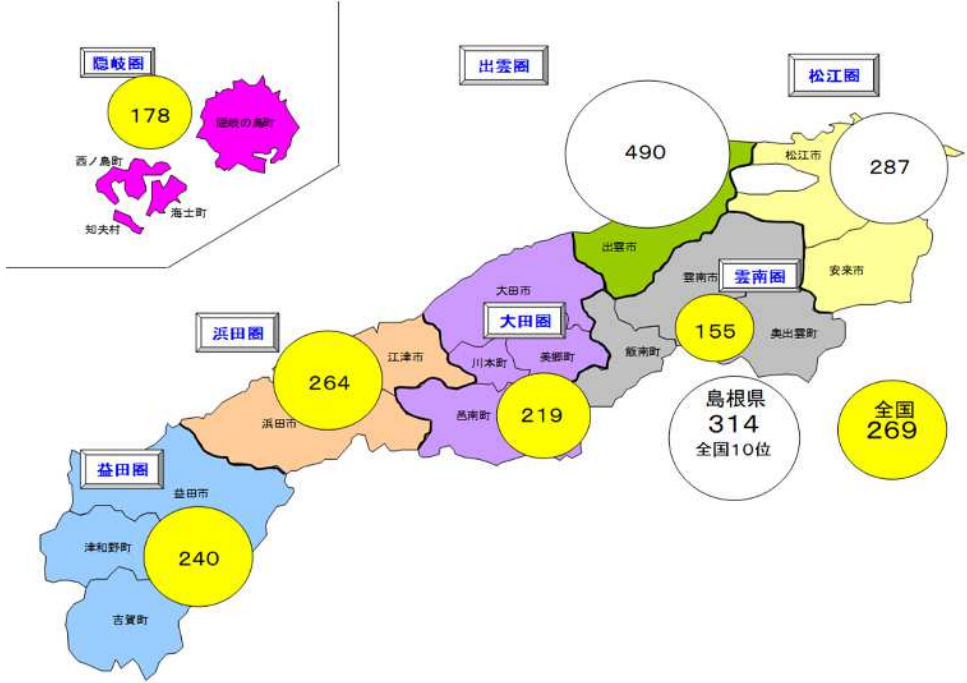 隠岐圏
178
隠岐の島町
西ノ島町
海士町
知夫村
出雲圏
490
松江圏
松江市
287
出雲市
安来市
雲南市
雲南圏
155
奥出雲町
飯南町
大田市
大田圏
川本町
美郷町
邑南町
219
浜田圏
江津市
264
浜田市
益田圏
益田市
津和野町
240
吉賀町
島根県
314
全国10位
全国
269